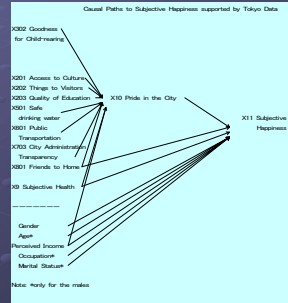 Causal Paths to Subjective Happiness supported by Tokyo Data
X302 Goodness
for Child-rearing
X201 Access to Culture
X202 Things to Visitors
X203 Quality of Education
X10 Pride in the City
X501 Safe
drinking water
X601 Public
Transportation
X703 City Administration
Transparency
X801 Friends to Home
X11 Subjective
Happiness
X9 Subjective Health
-------
Gender
Age*
Perceived Income
Occupation*
Marital Status*
Note: *only for the males